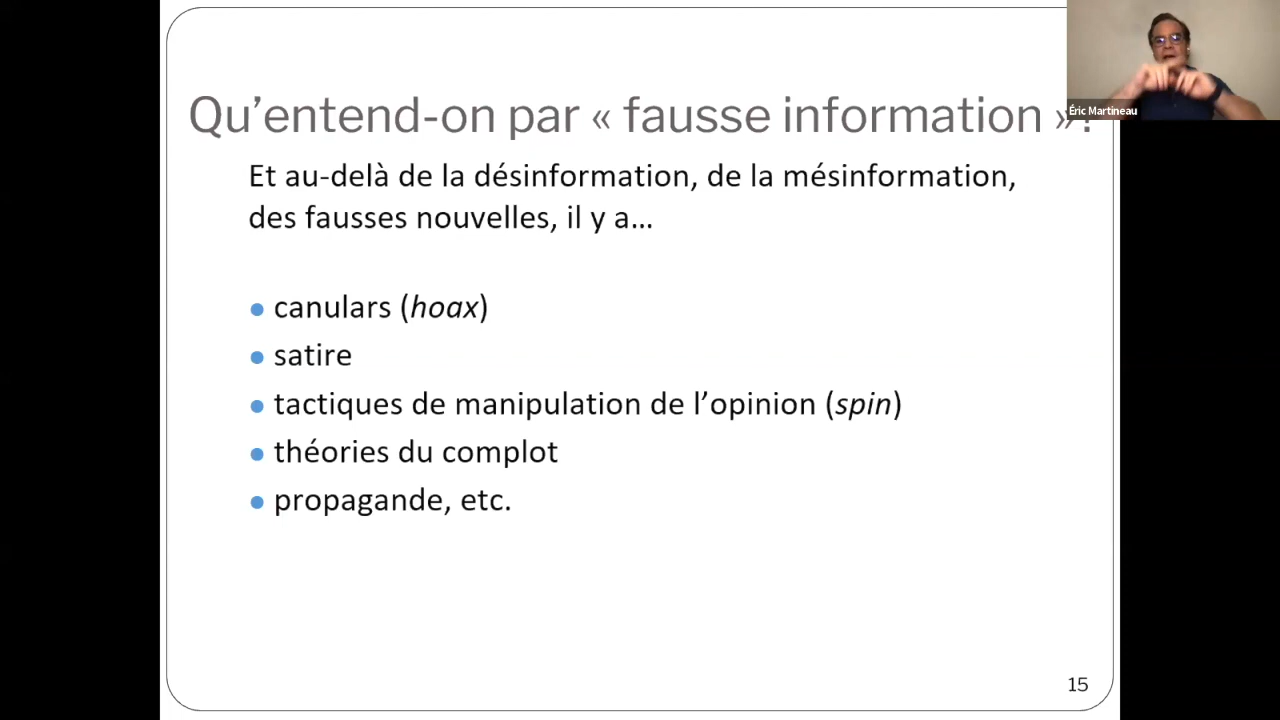 Qu'entend-on par « fausse information » ?
Éric Martineau
Et au-delà de la désinformation, de la mésinformation,
des fausses nouvelles, il y a…
● canulars (hoax)
● satire
● tactiques de manipulation de l'opinion (spin)
● théories du complot
● propagande, etc.
15